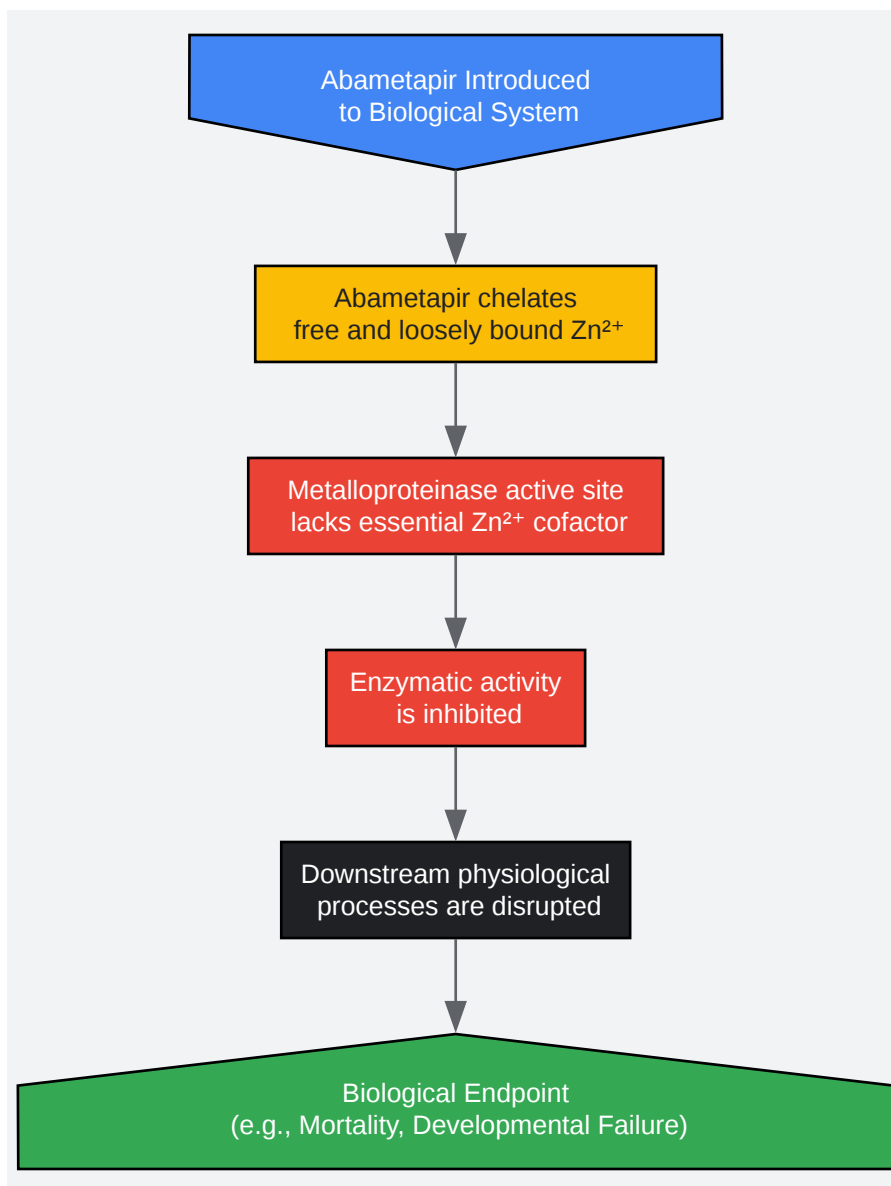 Abametapir Introduced
to Biological System
Abametapir chelates
free and loosely bound Zn²⁺
Metalloproteinase active site
lacks essential Zn²⁺ cofactor
Enzymatic activity
is inhibited
Downstream physiological
processes are disrupted
Biological Endpoint
(e.g., Mortality, Developmental Failure)